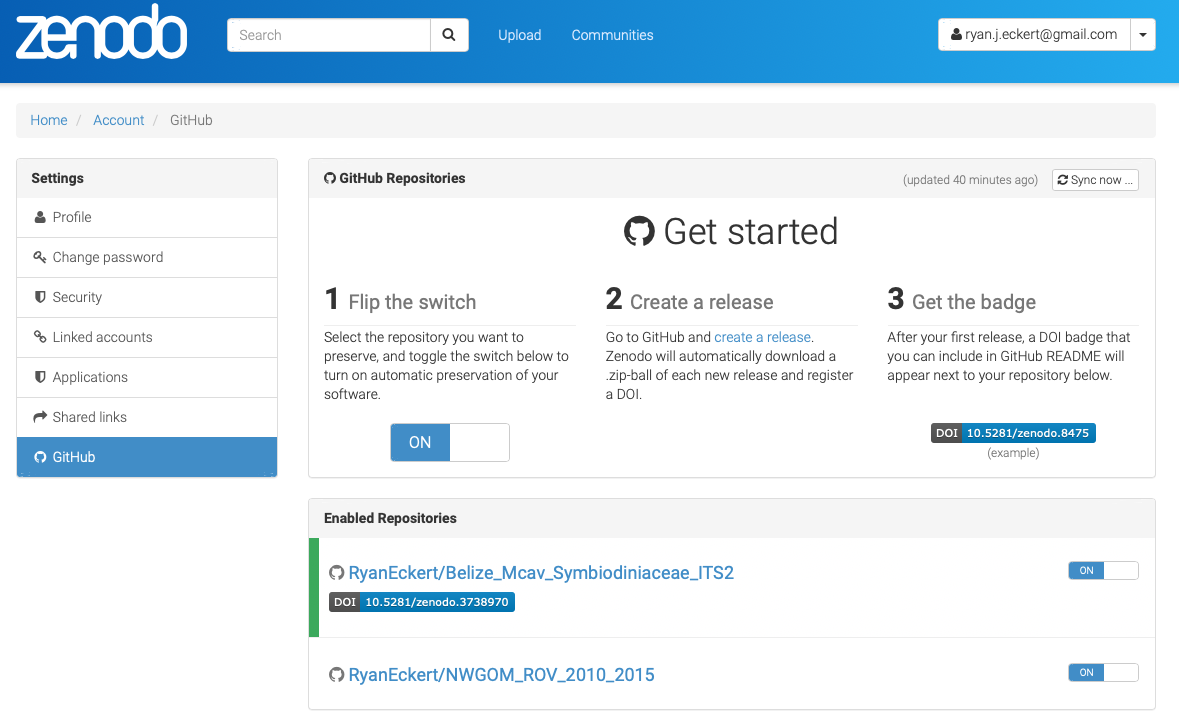 zenodo
Search
Upload
Communities
ryan.j.eckert@gmail.com
Home / Account / GitHub
Settings
Profile
Change password
Security
Linked accounts
Applications
Shared links
GitHub
GitHub Repositories
(updated 40 minutes ago)
Sync now ...
Get started
1 Flip the switch
Select the repository you want to
preserve, and toggle the switch below to
turn on automatic preservation of your
software.
ON
2 Create a release
Go to GitHub and create a release.
Zenodo will automatically download a
.zip-ball of each new release and register
a DOI.
3 Get the badge
After your first release, a DOI badge that
you can include in GitHub README will
appear next to your repository below.
DOI 10.5281/zenodo.8475
(example)
Enabled Repositories
RyanEckert/Belize_Mcav_Symbiodiniaceae_ITS2
ON
DOI 10.5281/zenodo.3738970
RyanEckert/NWGOM_ROV_2010_2015
ON